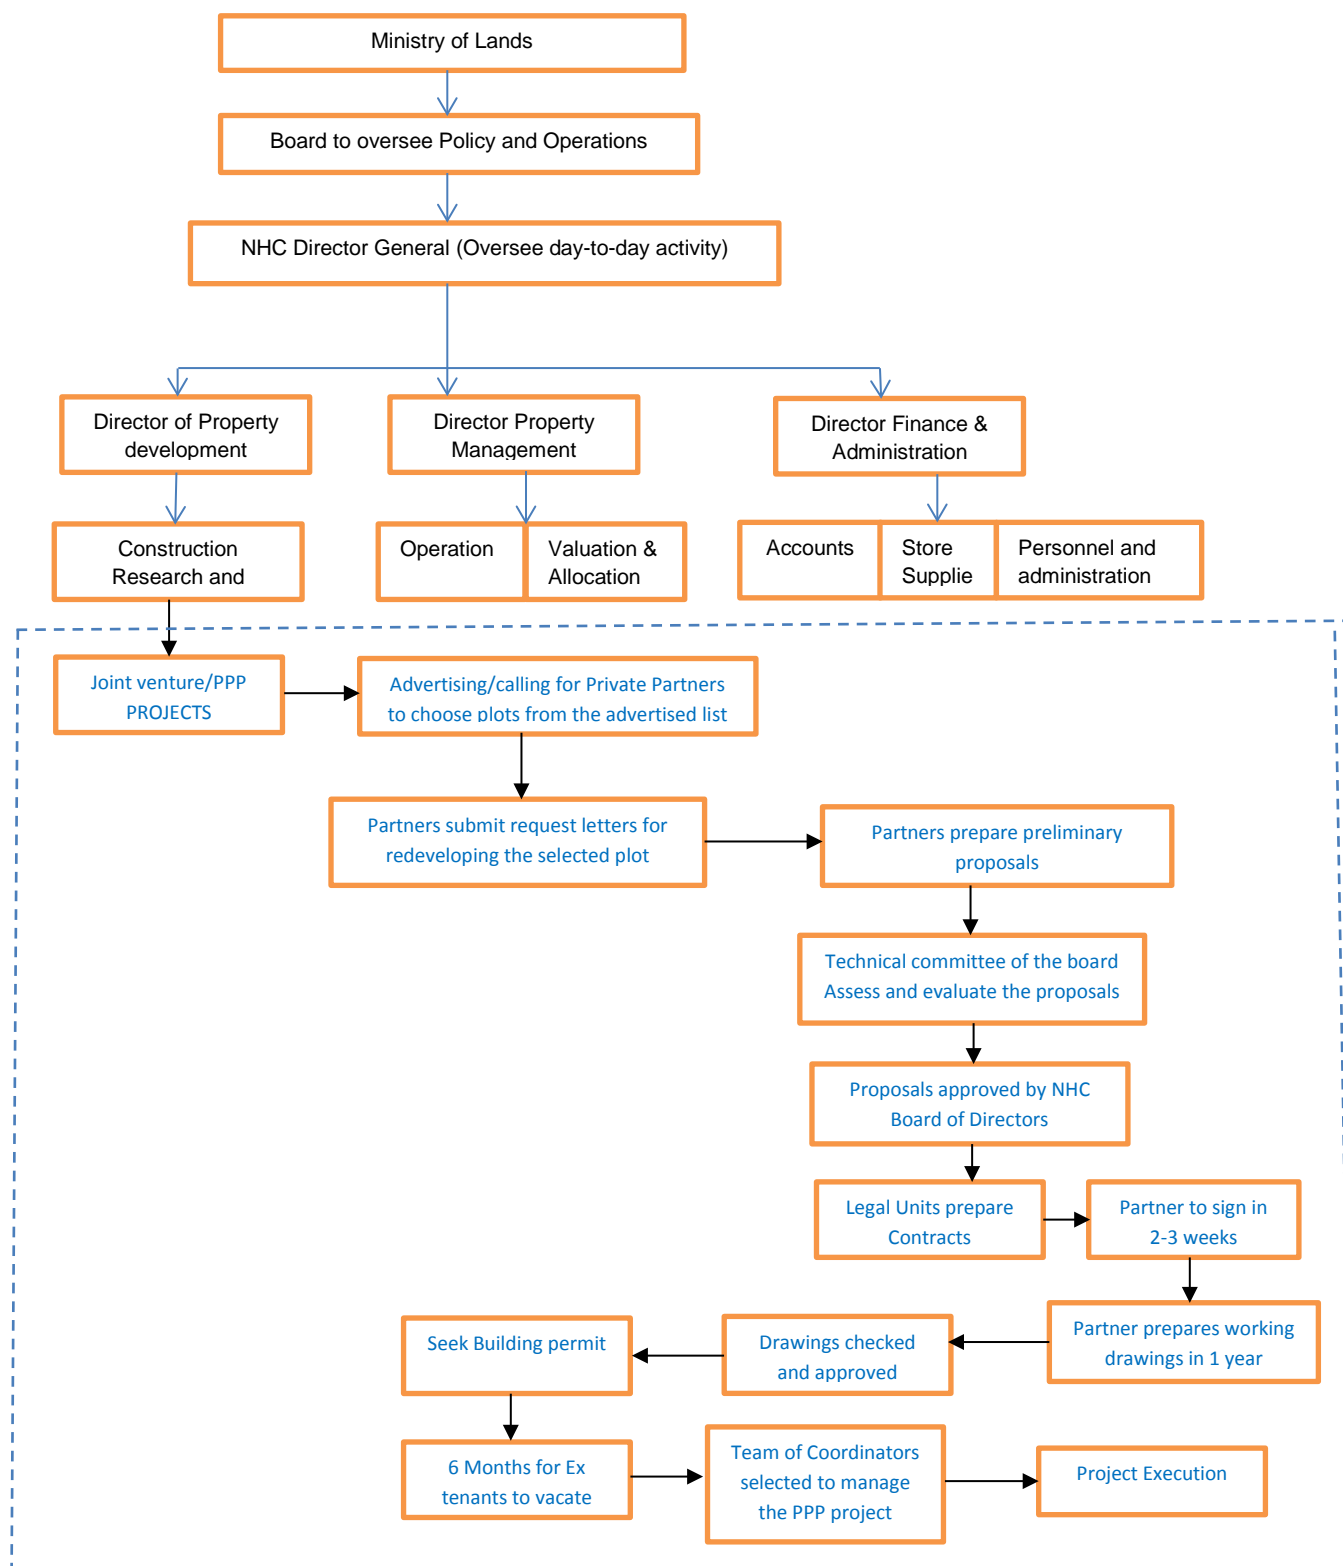 Ministry of Lands
Board to oversee Policy and Operations
NHC Director General (Oversee day-to-day activity)
Director of Property
development
Director Property
Management
Director Finance &
Administration
Construction
Research and
Operation
Valuation &
Allocation
Accounts
Store
Supplie
Personnel and
administration
Joint venture/PPP
PROJECTS
Advertising/calling for Private Partners
to choose plots from the advertised list
Partners submit request letters for
redeveloping the selected plot
Partners prepare preliminary
proposals
Technical committee of the board
Assess and evaluate the proposals
Proposals approved by NHC
Board of Directors
Legal Units prepare
Contracts
Partner to sign in
2-3 weeks
Partner prepares working
drawings in 1 year
Drawings checked
and approved
Seek Building permit
6 Months for Ex
tenants to vacate
Team of Coordinators
selected to manage
the PPP project
Project Execution